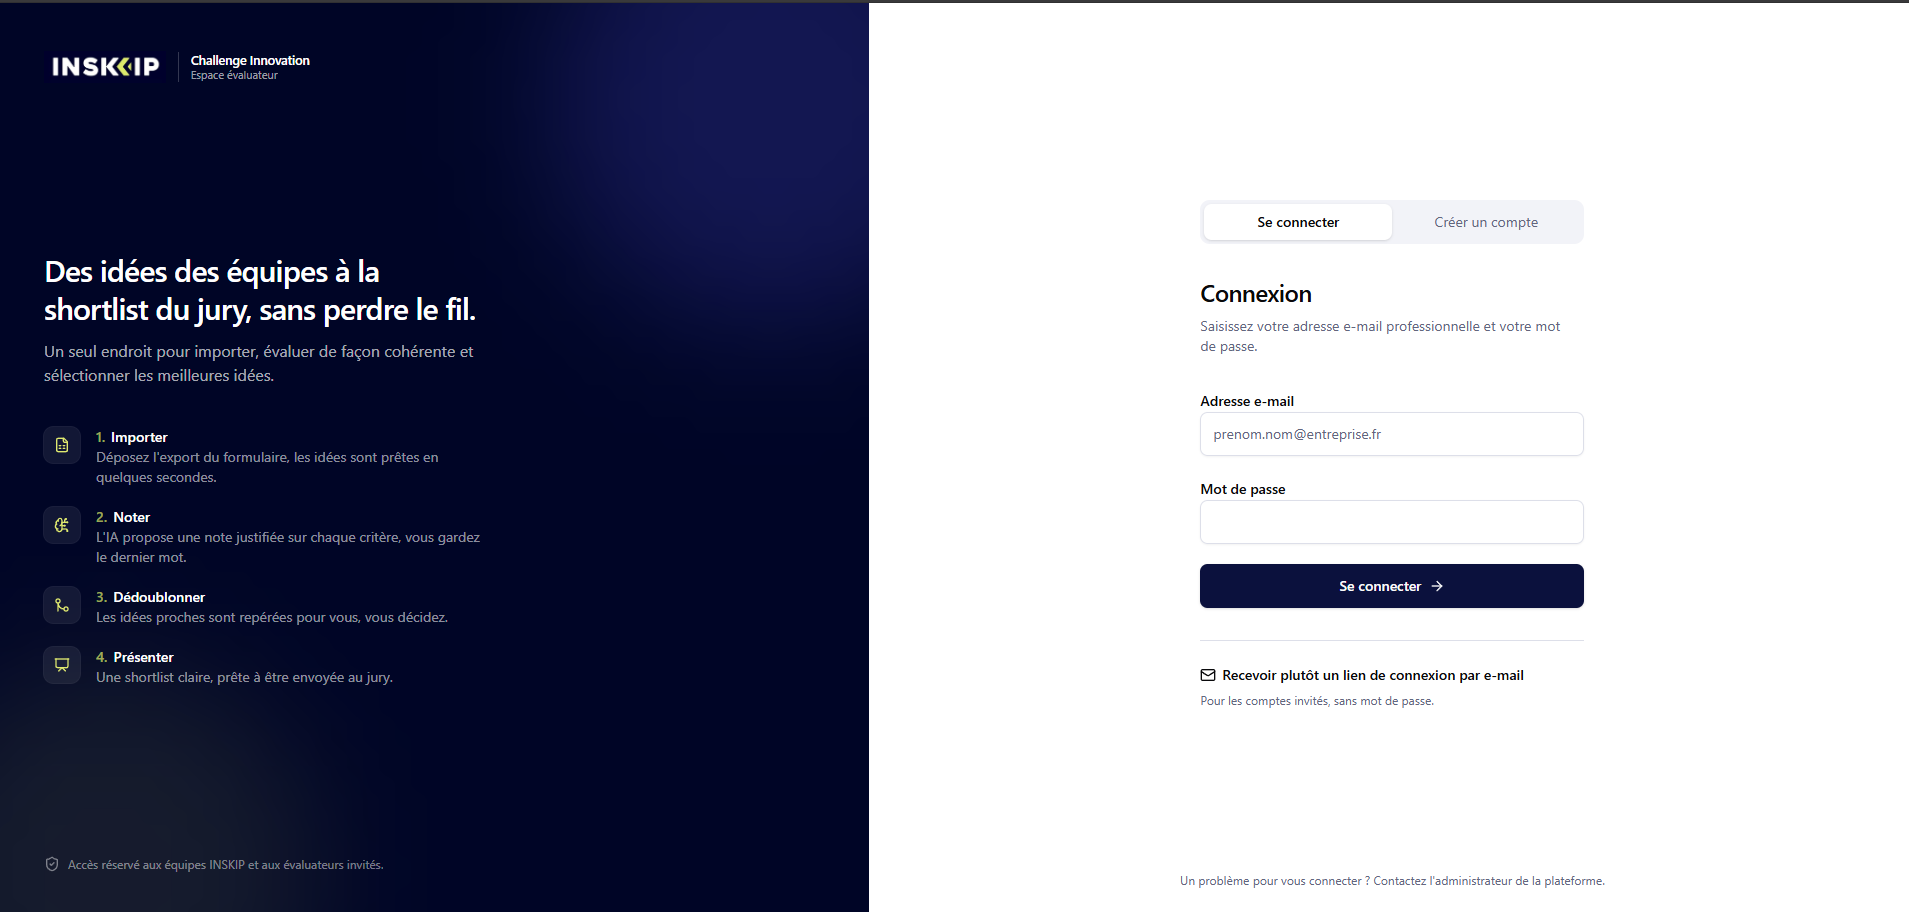 INSKIP
Challenge Innovation
Espace évaluateur
Des idées des équipes à la
shortlist du jury, sans perdre le fil.
Un seul endroit pour importer, évaluer de façon cohérente et
sélectionner les meilleures idées.
1. Importer
Déposez l'export du formulaire, les idées sont prêtes en
quelques secondes.
2. Noter
L'IA propose une note justifiée sur chaque critère, vous gardez
le dernier mot.
3. Dédoublonner
Les idées proches sont repérées pour vous, vous décidez.
4. Présenter
Une shortlist claire, prête à être envoyée au jury.
Accès réservé aux équipes INSKIP et aux évaluateurs invités.
Se connecter
Créer un compte
Connexion
Saisissez votre adresse e-mail professionnelle et votre mot
de passe.
Adresse e-mail
prenom.nom@entreprise.fr
Mot de passe
Se connecter →
Recevoir plutôt un lien de connexion par e-mail
Pour les comptes invités, sans mot de passe.
Un problème pour vous connecter ? Contactez l'administrateur de la plateforme.